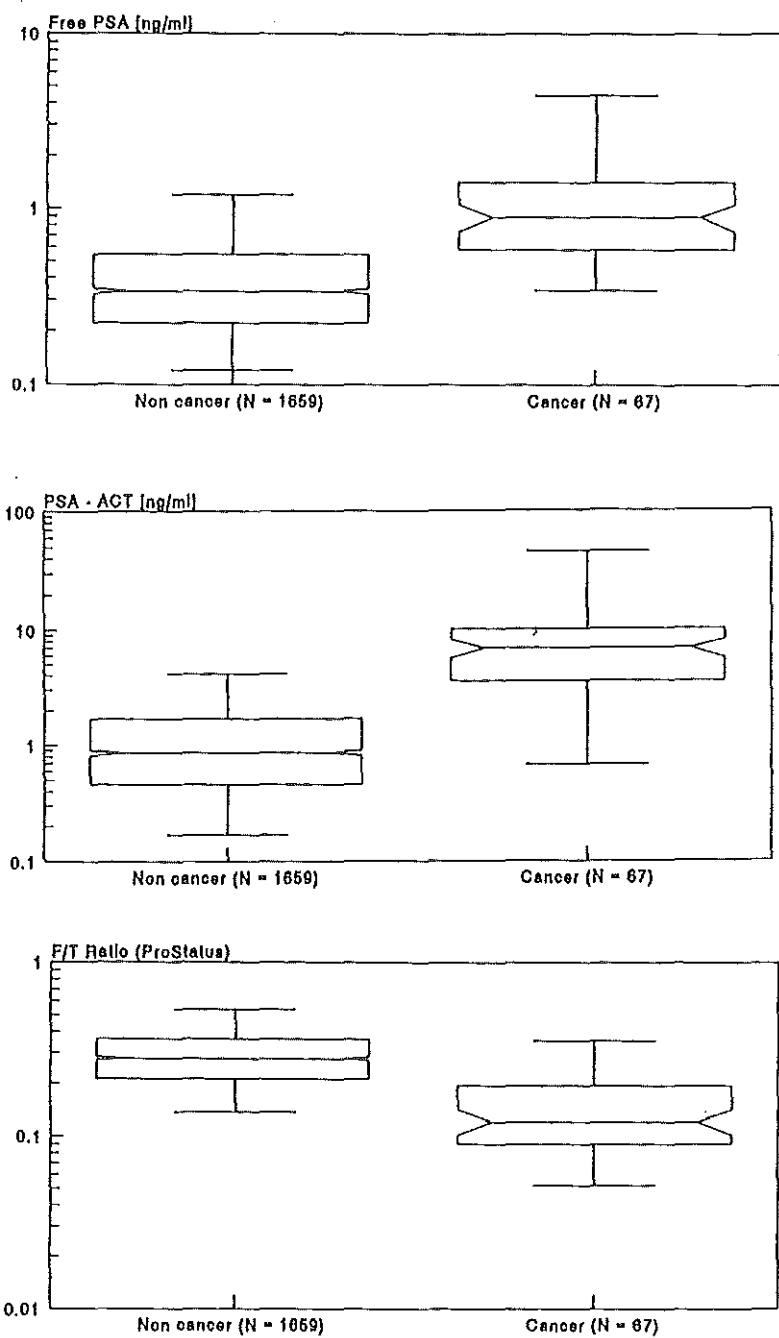 Free PSA [ng/ml]
10
1
0.1
Non cancer (N = 1659)
Cancer (N = 67)
PSA - ACT [ng/ml]
100
10
1
0.1
Non cancer (N = 1659)
Cancer (N = 67)
F/T Ratio (ProStatus)
1
0.1
0.01
Non cancer (N = 1659)
Cancer (N = 67)